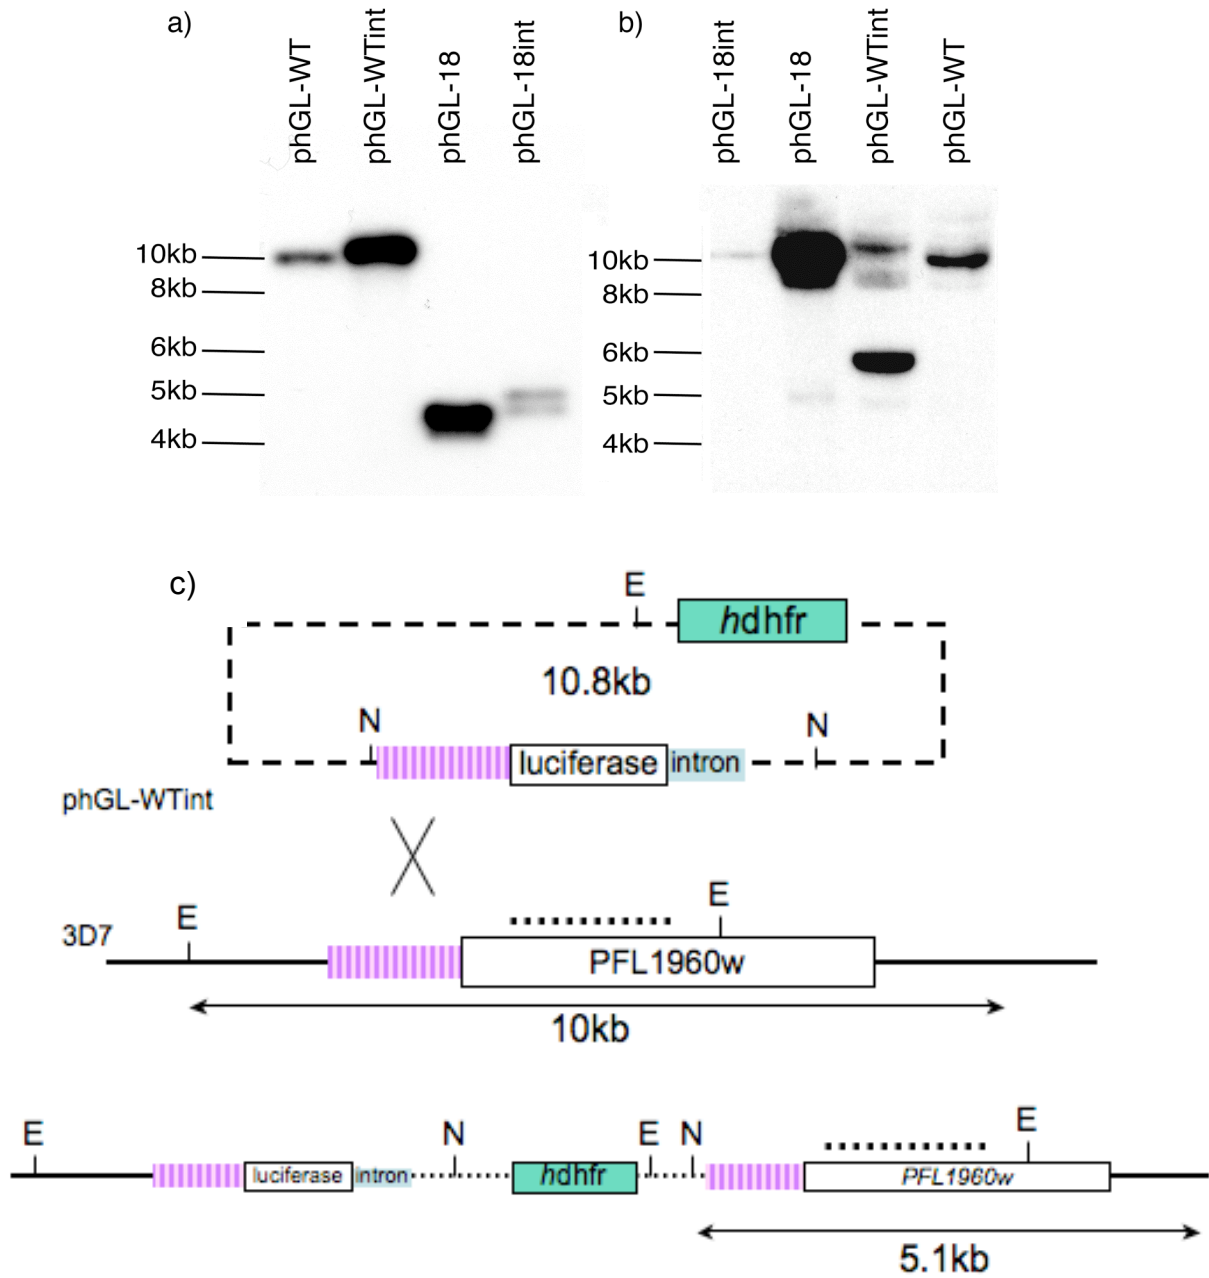 a)
phGL-WT
phGL-WTint
phGL-18
phGL-18int
10kb
8kb
6kb
5kb
4kb
b)
phGL-18int
phGL-18
phGL-WTint
phGL-WT
10kb
8kb
6kb
5kb
4kb
c)
E
hdhfr
10.8kb
N
N
luciferase
intron
phGL-WTint
E
E
3D7
PFL1960w
10kb
E
N
E
N
E
luciferase
intron
hdhfr
PFL1960w
5.1kb